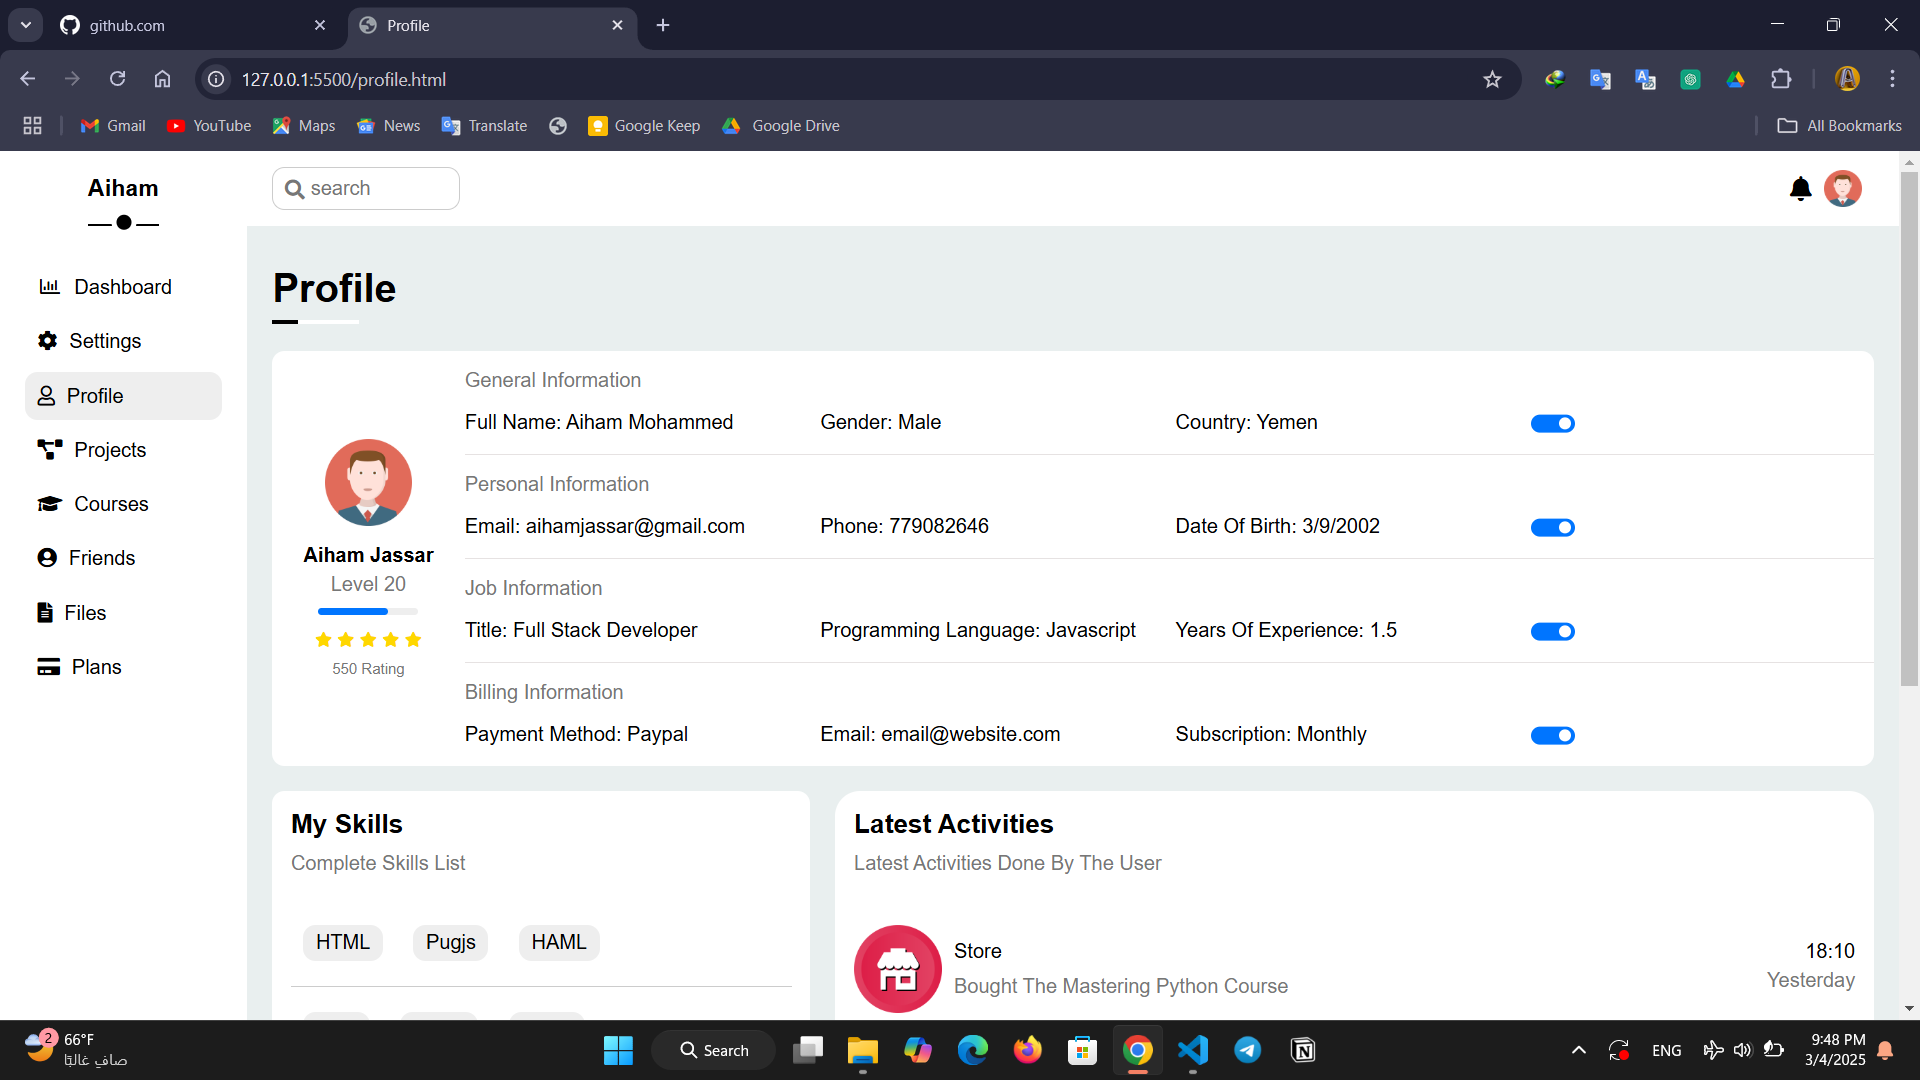 github.com
Profile
127.0.0.1:5500/profile.html
Gmail
YouTube
Maps
News
Translate
Google Keep
Google Drive
All Bookmarks
Aiham
search
Dashboard
Settings
Profile
Projects
Courses
Friends
Files
Plans
Profile
Aiham Jassar
Level 20
550 Rating
General Information
Full Name: Aiham Mohammed Gender: Male Country: Yemen
Personal Information
Email: aihamjassar@gmail.com Phone: 779082646 Date Of Birth: 3/9/2002
Job Information
Title: Full Stack Developer Programming Language: Javascript Years Of Experience: 1.5
Billing Information
Payment Method: Paypal Email: email@website.com Subscription: Monthly
My Skills
Complete Skills List
HTML Pugjs HAML
Latest Activities
Latest Activities Done By The User
Store 18:10
Bought The Mastering Python Course Yesterday
2
66°F
صافي غالبًا
Search
ENG
9:48 PM
3/4/2025